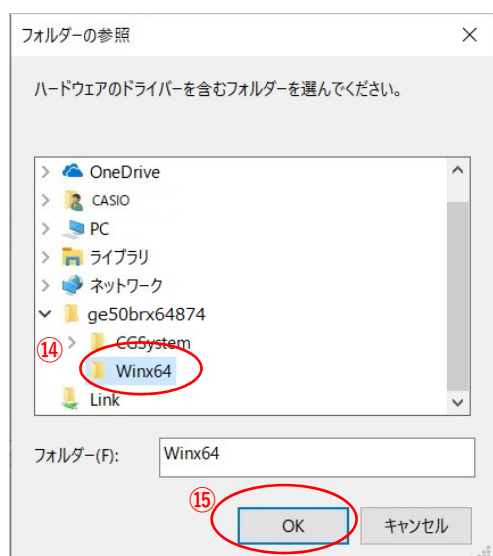 フォルダーの参照
ハードウェアのドライバーを含むフォルダーを選んでください。
OneDrive
CASIO
PC
ライブラリ
ネットワーク
ge50brx64874
⑭
CGSystem
Winx64
Link
フォルダー(F): Winx64
⑮
OK キャンセル